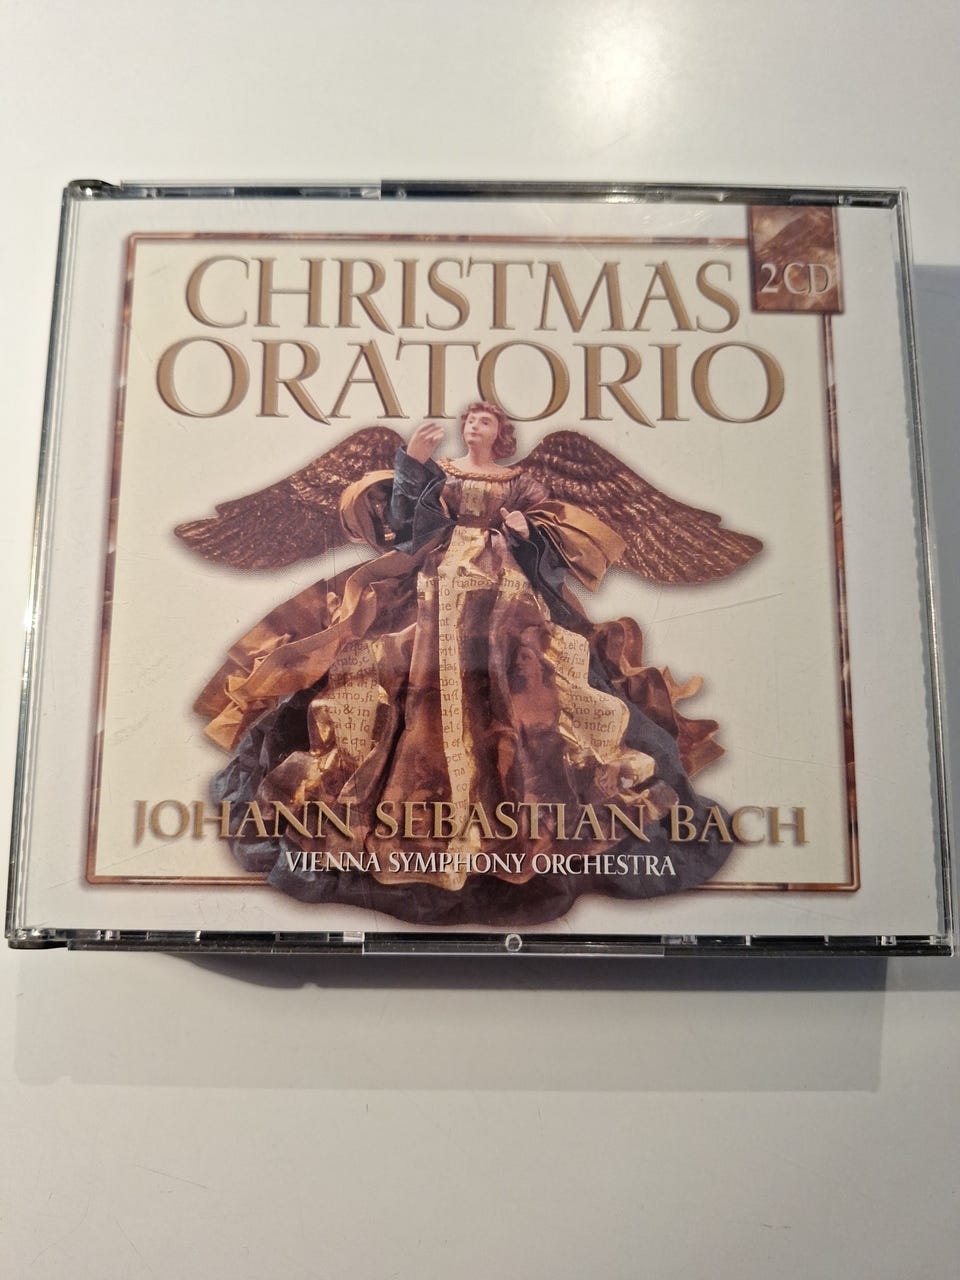 CHRISTMAS
2CD
ORATORIO
JOHANN SEBASTIAN BACH
VIENNA SYMPHONY ORCHESTRA